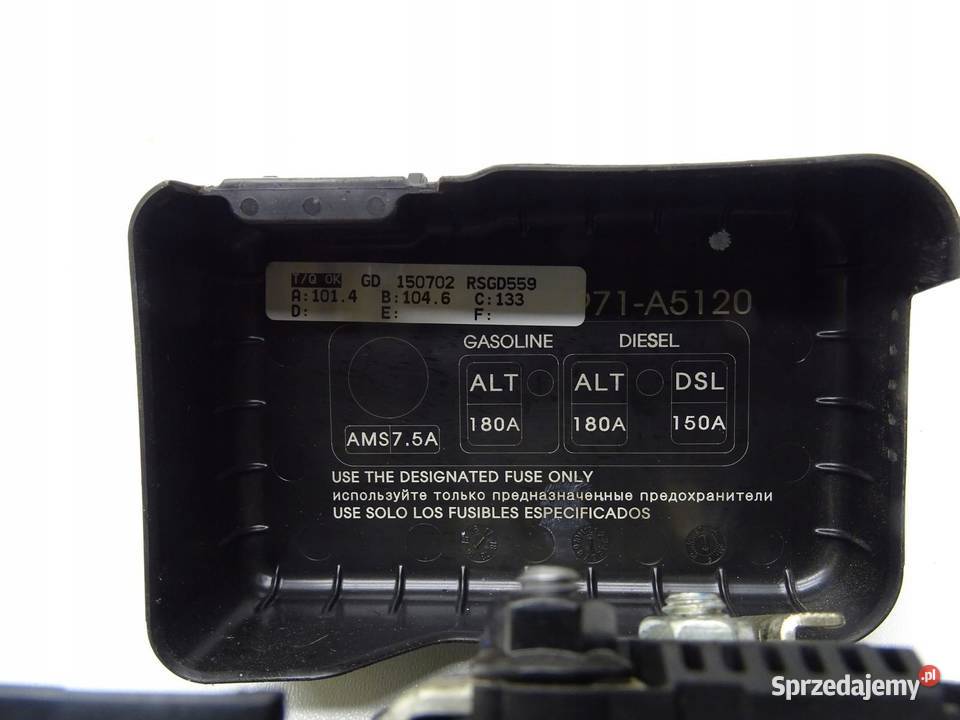 T/Q OK GD 150702 RSGD559
A:101.4 B:104.6 C:133
D: E: F:
971-A5120
GASOLINE DIESEL
ALT ALT DSL
180A 180A 150A
AMS7.5A
USE THE DESIGNATED FUSE ONLY
используйте только предназначенные предохранители
USE SOLO LOS FUSIBLES ESPECIFICADOS
Sprzedajemy.pl